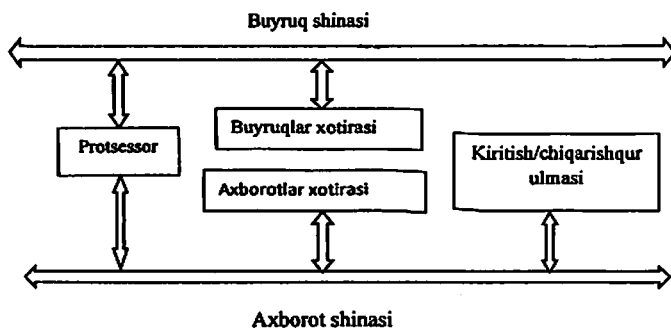 Buyruq shinasi
Protsessor
Buyruqlar xotirasi
Axborotlar xotirasi
Kiritish/chiqarishqur
ulmasi
Axborot shinasi